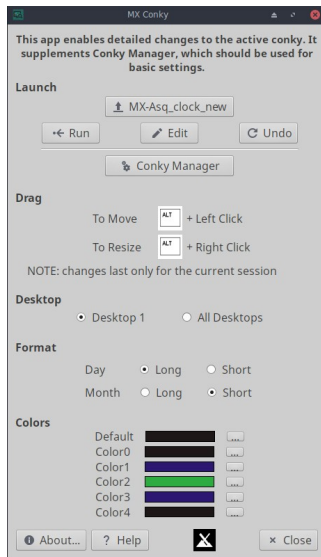 MX Conky
This app enables detailed changes to the active conky. It
supplements Conky Manager, which should be used for
basic settings.
Launch
MX-Asq_clock_new
Run Edit Undo
Conky Manager
Drag
To Move ALT + Left Click
To Resize ALT + Right Click
NOTE: changes last only for the current session
Desktop
Desktop 1 All Desktops
Format
Day Long Short
Month Long Short
Colors
Default ...
Color0 ...
Color1 ...
Color2 ...
Color3 ...
Color4 ...
About... ? Help × Close